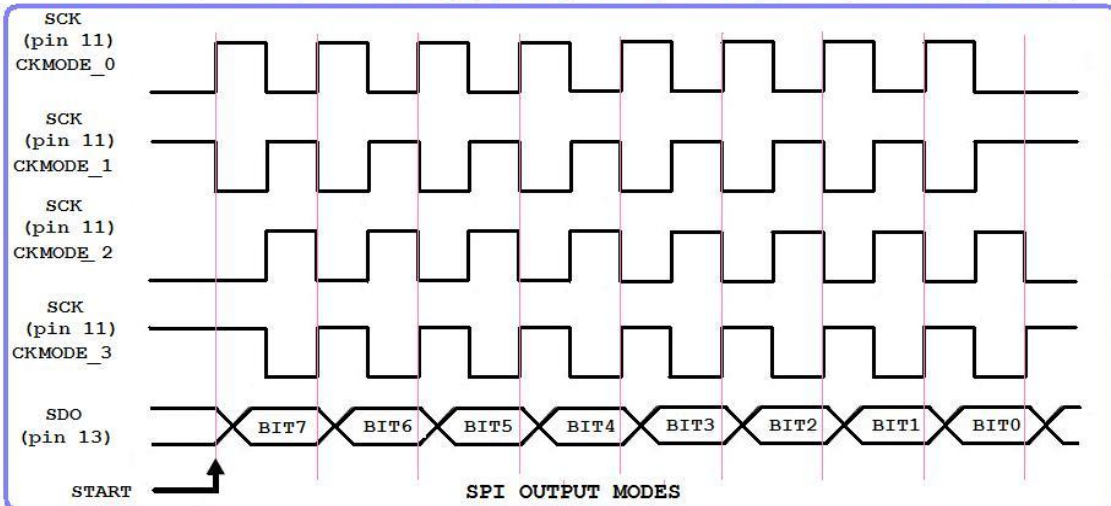 SCK
(pin 11)
CKMODE_0
SCK
(pin 11)
CKMODE_1
SCK
(pin 11)
CKMODE_2
SCK
(pin 11)
CKMODE_3
SDO
(pin 13)
BIT7 BIT6 BIT5 BIT4 BIT3 BIT2 BIT1 BIT0
START
SPI OUTPUT MODES